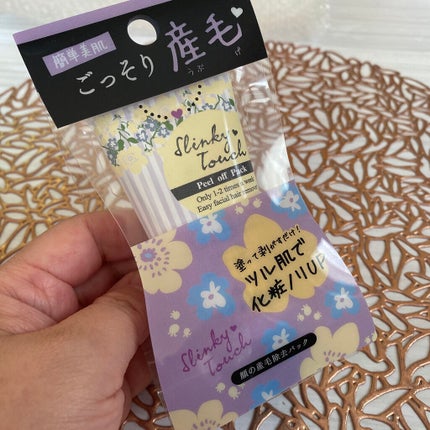 簡単美肌
ごっそり 産毛
うぶ げ
Slinky
Touch
Peel off Pack
Only 1-2 times a week
Easy facial hair
塗って剥がすだけ!
ツル肌で
化粧ノリUP
Slinky
Touch
顔の産毛除去パック